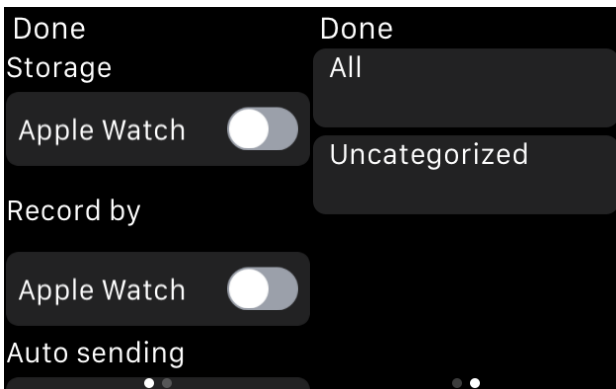 Done
Storage
Apple Watch
Record by
Apple Watch
Auto sending
Done
All
Uncategorized